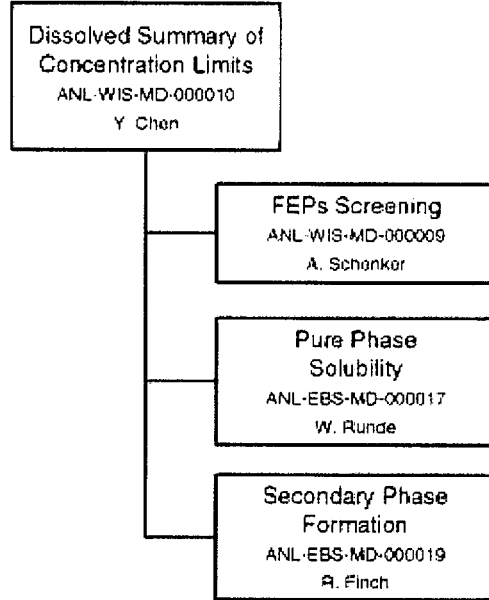 Dissolved Summary of
Concentration Limits
ANL-WIS-MD-000010
Y. Chen
FEPs Screening
ANL-WIS-MD-000009
A. Schenker
Pure Phase
Solubility
ANL-EBS-MD-000017
W. Runde
Secondary Phase
Formation
ANL-EBS-MD-000019
R. Finch